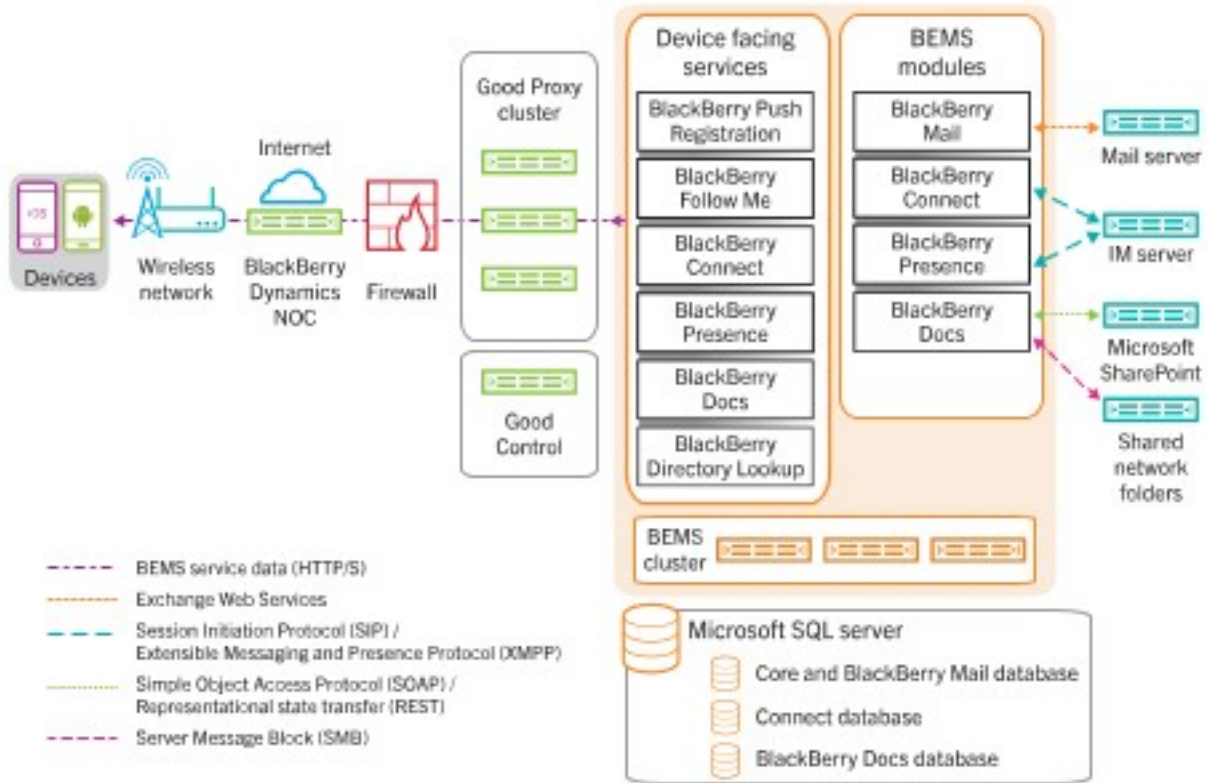 Device facing
services
BlackBerry Push
Registration
BlackBerry
Follow Me
BlackBerry
Connect
BlackBerry
Presence
BlackBerry
Docs
BlackBerry
Directory Lookup
BEMS
modules
BlackBerry
Mail
BlackBerry
Connect
BlackBerry
Presence
BlackBerry
Docs
Good Proxy
cluster
Good
Control
Internet
iOS
Devices
Wireless
network
BlackBerry
Dynamics
NOC
Firewall
Mail server
IM server
Microsoft
SharePoint
Shared
network
folders
BEMS
cluster
BEMS service data (HTTP/S)
Exchange Web Services
Session Initiation Protocol (SIP) /
Extensible Messaging and Presence Protocol (XMPP)
Simple Object Access Protocol (SOAP) /
Representational state transfer (REST)
Server Message Block (SMB)
Microsoft SQL server
Core and BlackBerry Mail database
Connect database
BlackBerry Docs database